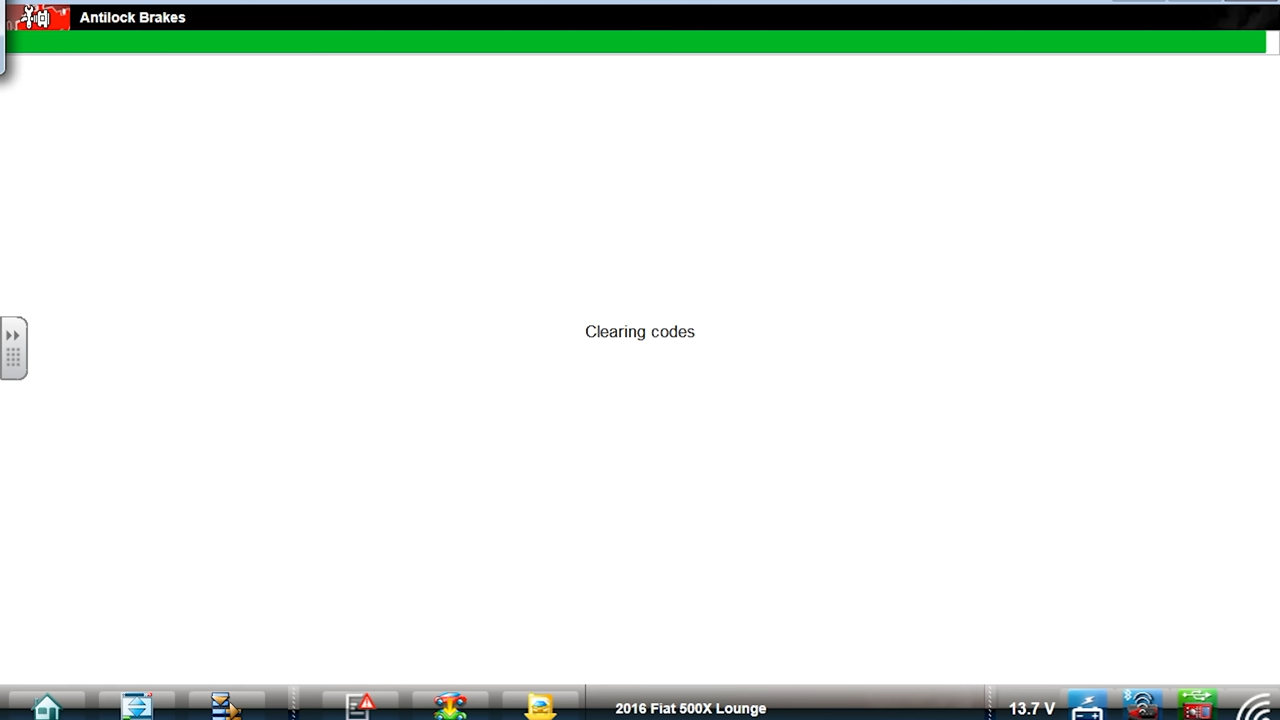 Antilock Brakes
Clearing codes
2016 Fiat 500X Lounge
13.7 V